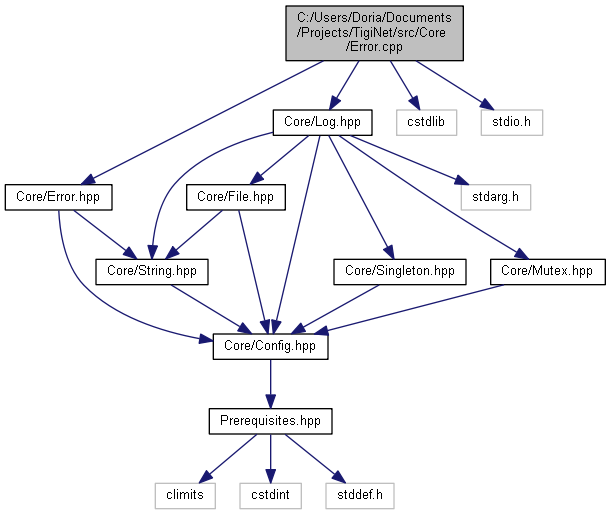 C:/Users/Doria/Documents
/Projects/TigiNet/src/Core
/Error.cpp
Core/Log.hpp
cstdlib
stdio.h
Core/Error.hpp
Core/File.hpp
stdarg.h
Core/String.hpp
Core/Singleton.hpp
Core/Mutex.hpp
Core/Config.hpp
Prerequisites.hpp
climits
cstdint
stddef.h